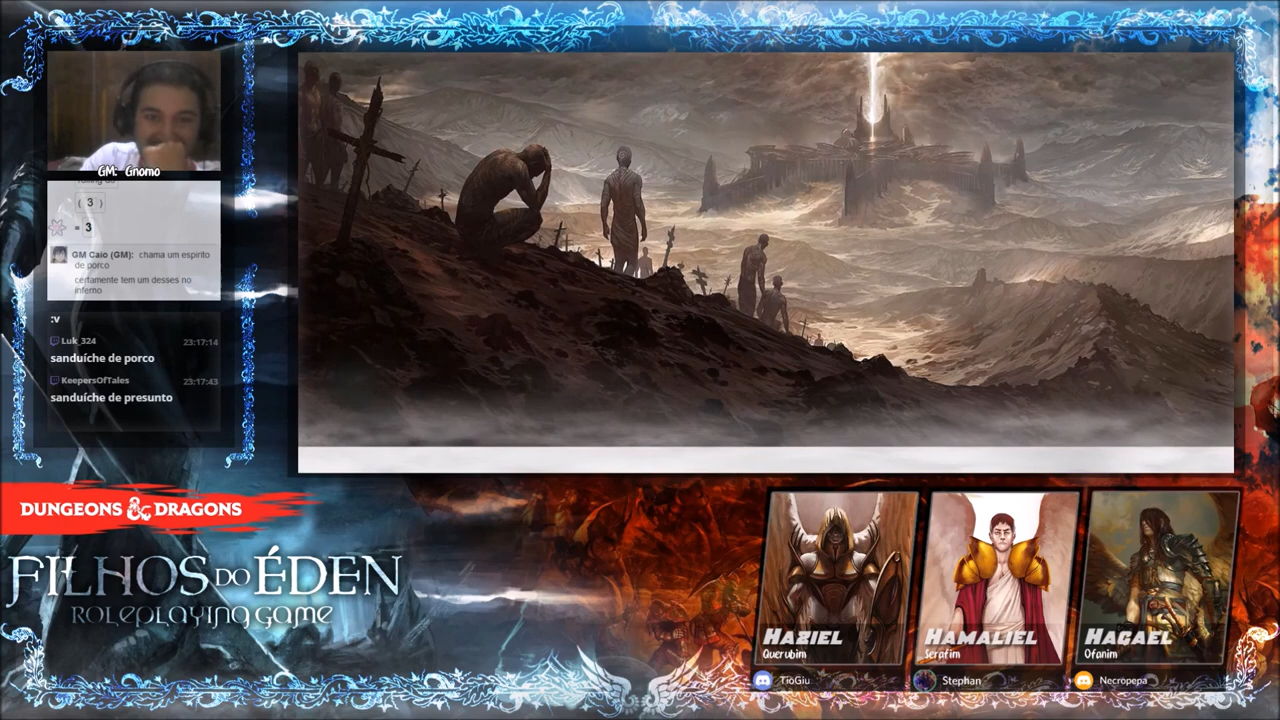 GM: Gnomo
rolling d6
( 3 )
= 3
GM Caio (GM): chama um espirito
de porco
certamente tem um desses no
inferno
:v
Luk_324 23:17:14
sanduíche de porco
KeepersOfTales 23:17:43
sanduíche de presunto
DUNGEONS & DRAGONS
FILHOS DO ÉDEN
ROLEPLAYING GAME
HAZIEL
Querubim
TioGiu
HAMALIEL
Serafim
Stephan
HAGAEL
Ofanim
Necropepa